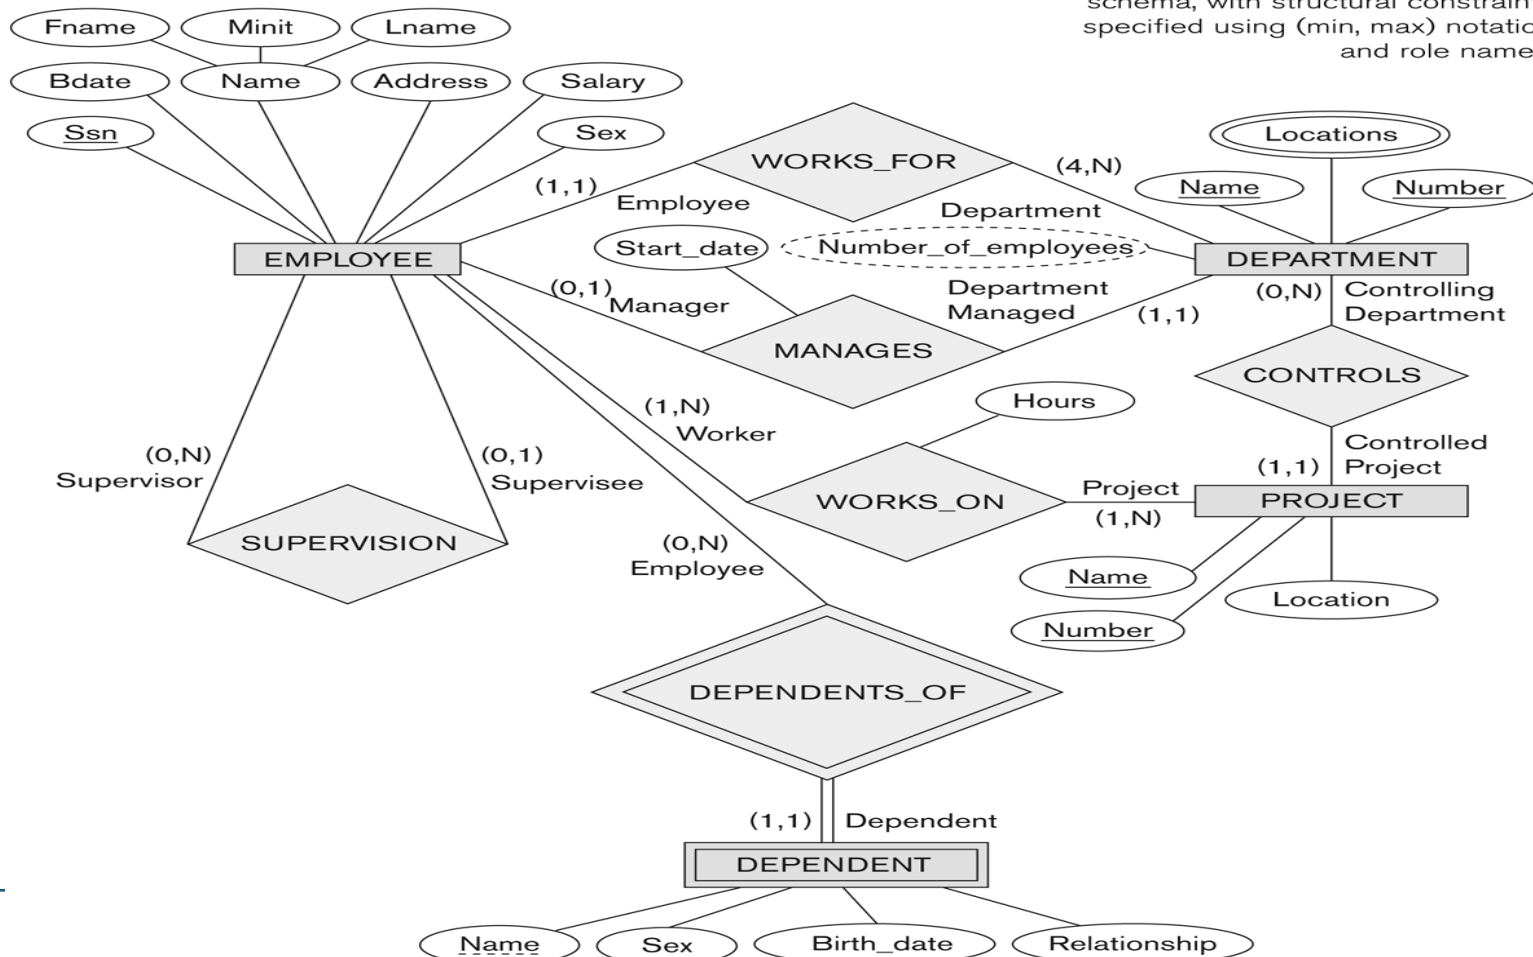 schema, with structural constraint
specified using (min, max) notatio
and role name
Fname
Minit
Lname
Bdate
Name
Address
Salary
Ssn
Sex
WORKS_FOR
(4,N)
Locations
Name
Number
(1,1)
Employee
Department
Start_date
Number_of_employees
EMPLOYEE
DEPARTMENT
(0,1)
Manager
Department
Managed
(1,1)
(0,N)
Controlling
Department
MANAGES
CONTROLS
Hours
(1,N)
Worker
(0,N)
Supervisor
(0,1)
Supervisee
Controlled
Project
(1,1)
WORKS_ON
Project
(1,N)
PROJECT
SUPERVISION
(0,N)
Employee
Name
Location
Number
DEPENDENTS_OF
(1,1)
Dependent
DEPENDENT
Name
Sex
Birth_date
Relationship